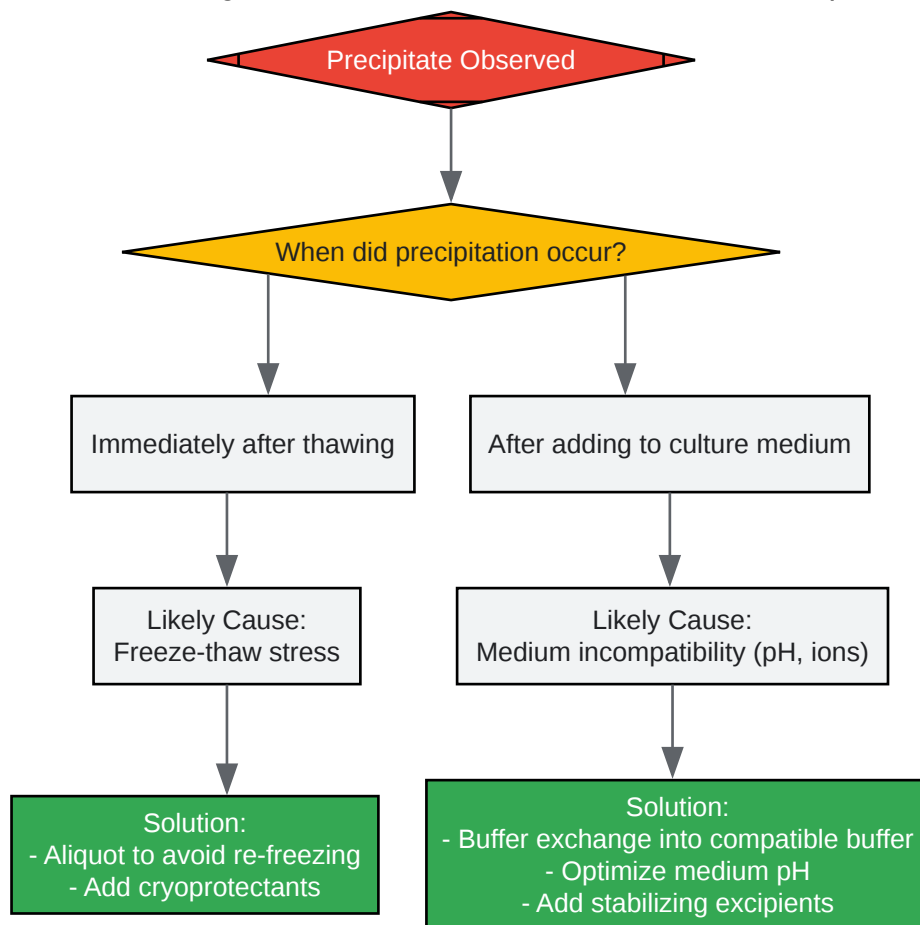 Precipitate Observed
When did precipitation occur?
Immediately after thawing
After adding to culture medium
Likely Cause:
Freeze-thaw stress
Likely Cause:
Medium incompatibility (pH, ions)
Solution:
- Aliquot to avoid re-freezing
- Add cryoprotectants
Solution:
- Buffer exchange into compatible buffer
- Optimize medium pH
- Add stabilizing excipients